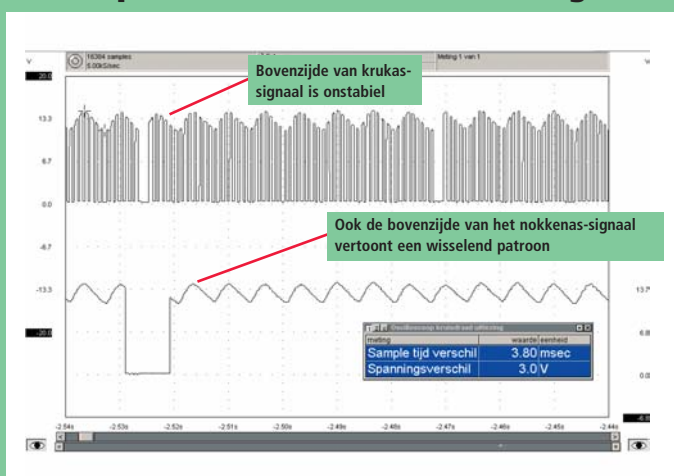 16384 samples
5.00kS/sec
Meting 1 van 1
Bovenzijde van krukas-
signaal is onstabiel
V
20.0
13.3
6.7
0.0
-6.7
-13.3
-20.0
Ook de bovenzijde van het nokkenas-signaal
vertoont een wisselend patroon
13.7
6.8
0.0
meting
waarde
eenheid
Sample tijd verschil 3.80 msec
Spanningsverschil 3.0 V
-2.54s -2.53s -2.52s -2.51s -2.50s -2.49s -2.48s -2.47s -2.46s -2.45s -2.44s